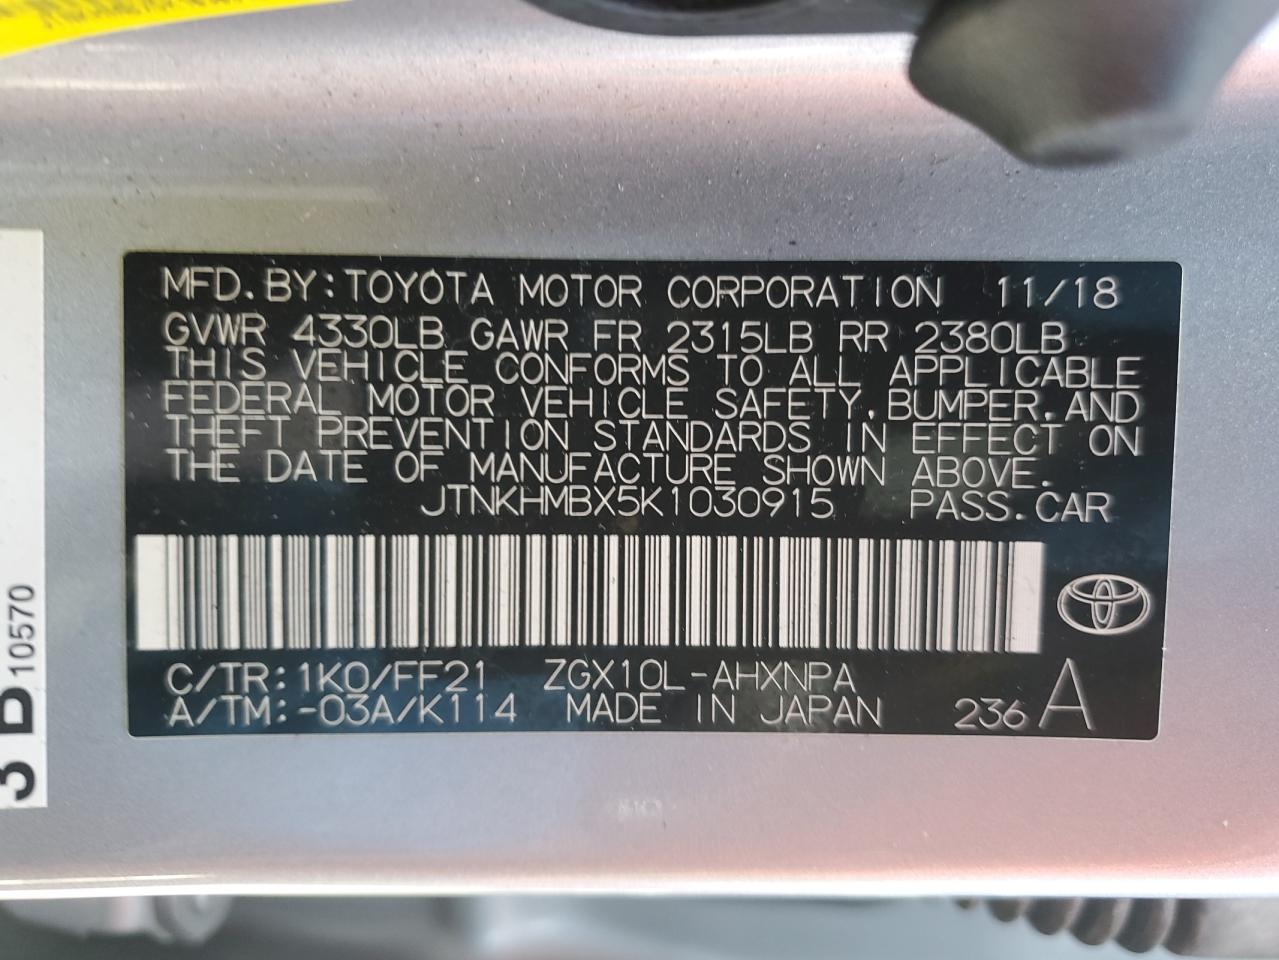 MFD. BY: TOYOTA MOTOR CORPORATION 11/18
GVWR 4330LB GAWR FR 2315LB RR 2380LB
THIS VEHICLE CONFORMS TO ALL APPLICABLE
FEDERAL MOTOR VEHICLE SAFETY, BUMPER, AND
THEFT PREVENTION STANDARDS IN EFFECT ON
THE DATE OF MANUFACTURE SHOWN ABOVE.
JTNKHMBX5K1030915 PASS. CAR
C/TR: 1K0/FF21 ZGX10L-AHXNPA
A/TM: -03A/K114 MADE IN JAPAN 236 A
10570